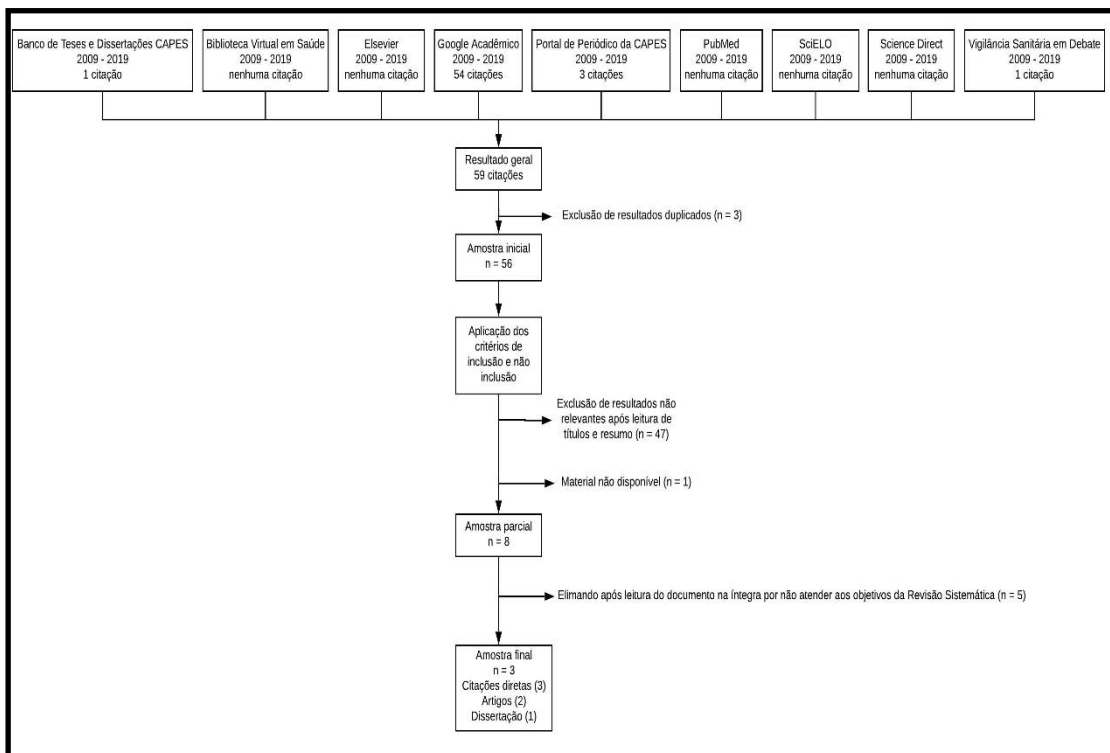 Banco de Teses e Dissertações CAPES
2009 - 2019
1 citação
Biblioteca Virtual em Saúde
2009 - 2019
nenhuma citação
Elsevier
2009 - 2019
nenhuma citação
Google Acadêmico
2009 - 2019
54 citações
Portal de Periódico da CAPES
2009 - 2019
3 citações
PubMed
2009 - 2019
nenhuma citação
SciELO
2009 - 2019
nenhuma citação
Science Direct
2009 - 2019
nenhuma citação
Vigilância Sanitária em Debate
2009 - 2019
1 citação
Resultado geral
59 citações
Exclusão de resultados duplicados (n = 3)
Amostra inicial
n = 56
Aplicação dos
critérios de
inclusão e não
inclusão
Exclusão de resultados não
relevantes após leitura de
títulos e resumo (n = 47)
Material não disponível (n = 1)
Amostra parcial
n = 8
Elimando após leitura do documento na íntegra por não atender aos objetivos da Revisão Sistemática (n = 5)
Amostra final
n = 3
Citações diretas (3)
Artigos (2)
Dissertação (1)